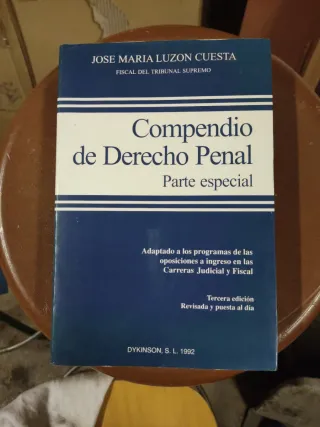 JOSE MARIA LUZON CUESTA
FISCAL DEL TRIBUNAL SUPREMO
Compendio
de Derecho Penal
Parte especial
Adaptado a los programas de las
oposiciones a ingreso en las
Carreras Judicial y Fiscal
Tercera edición
Revisada y puesta al día
DYKINSON, S. L. 1992